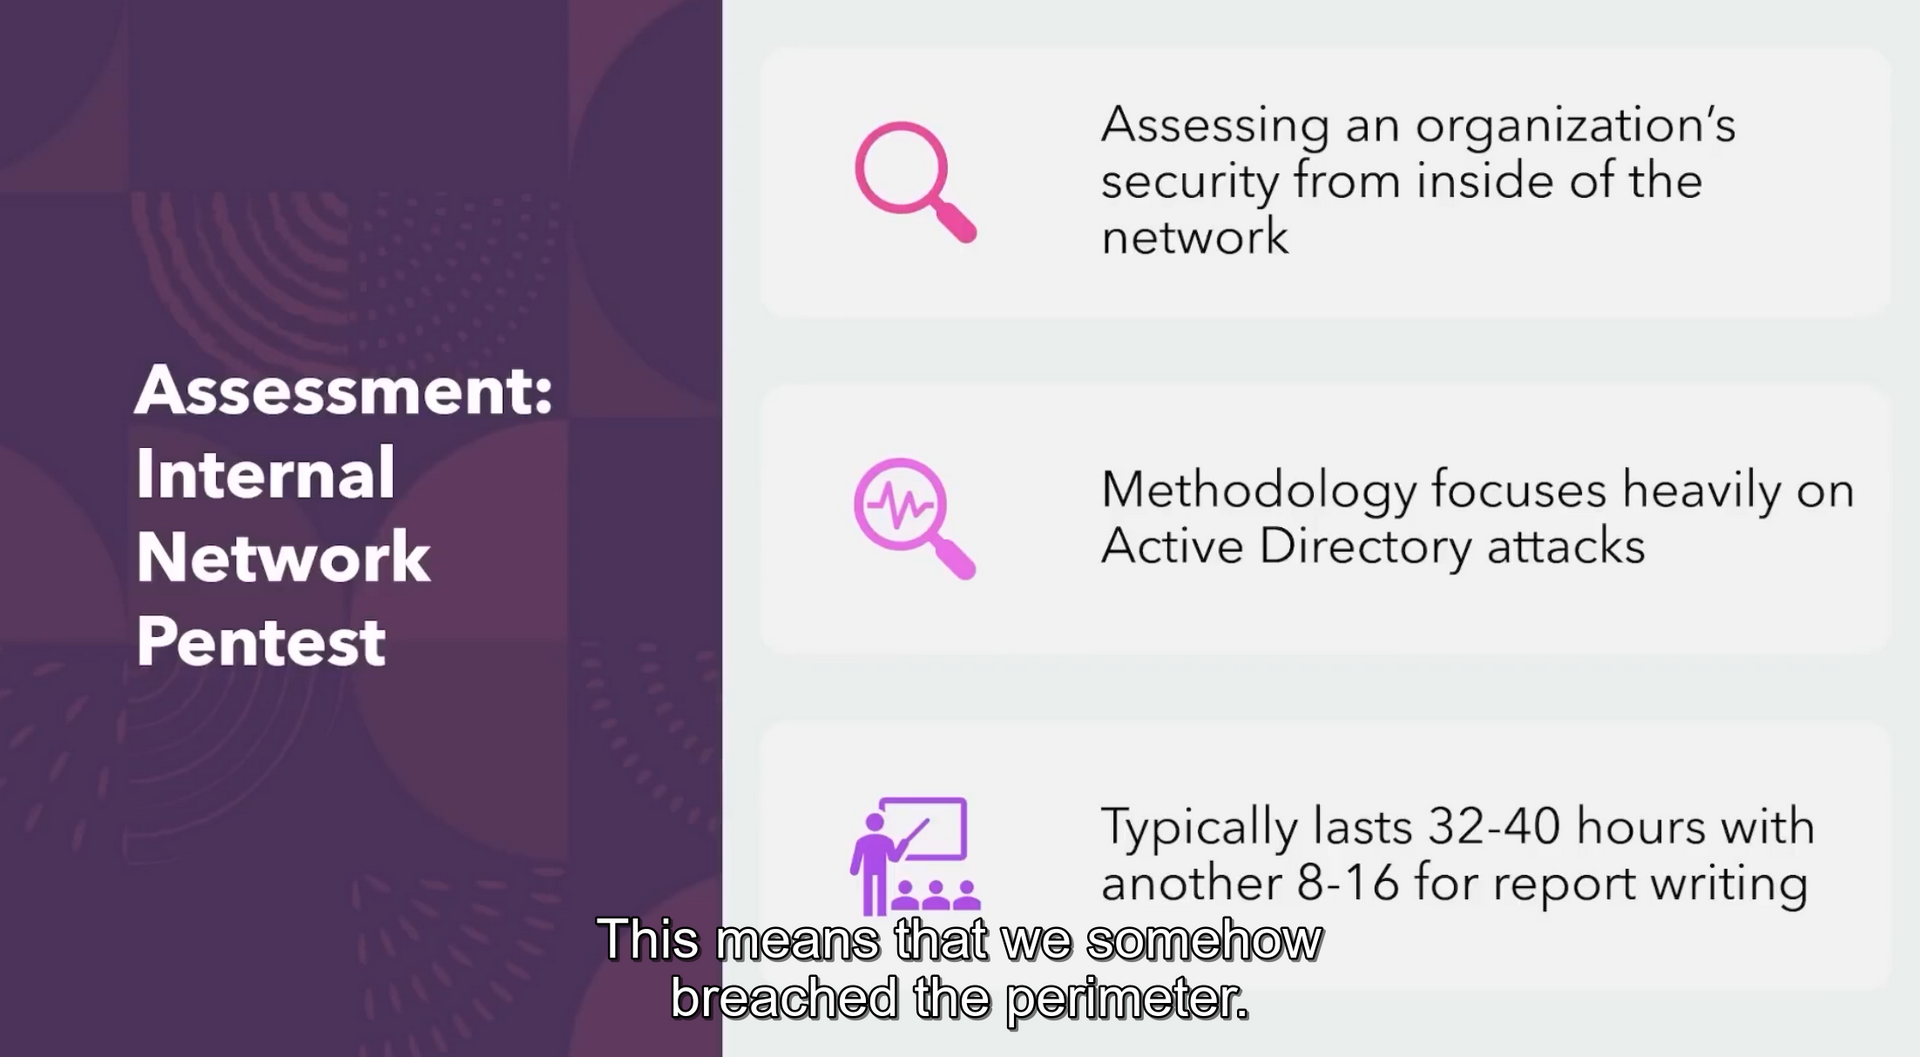 Assessment:
Internal
Network
Pentest
Assessing an organization’s
security from inside of the
network
Methodology focuses heavily on
Active Directory attacks
Typically lasts 32-40 hours with
another 8-16 for report writing
This means that we somehow
breached the perimeter.